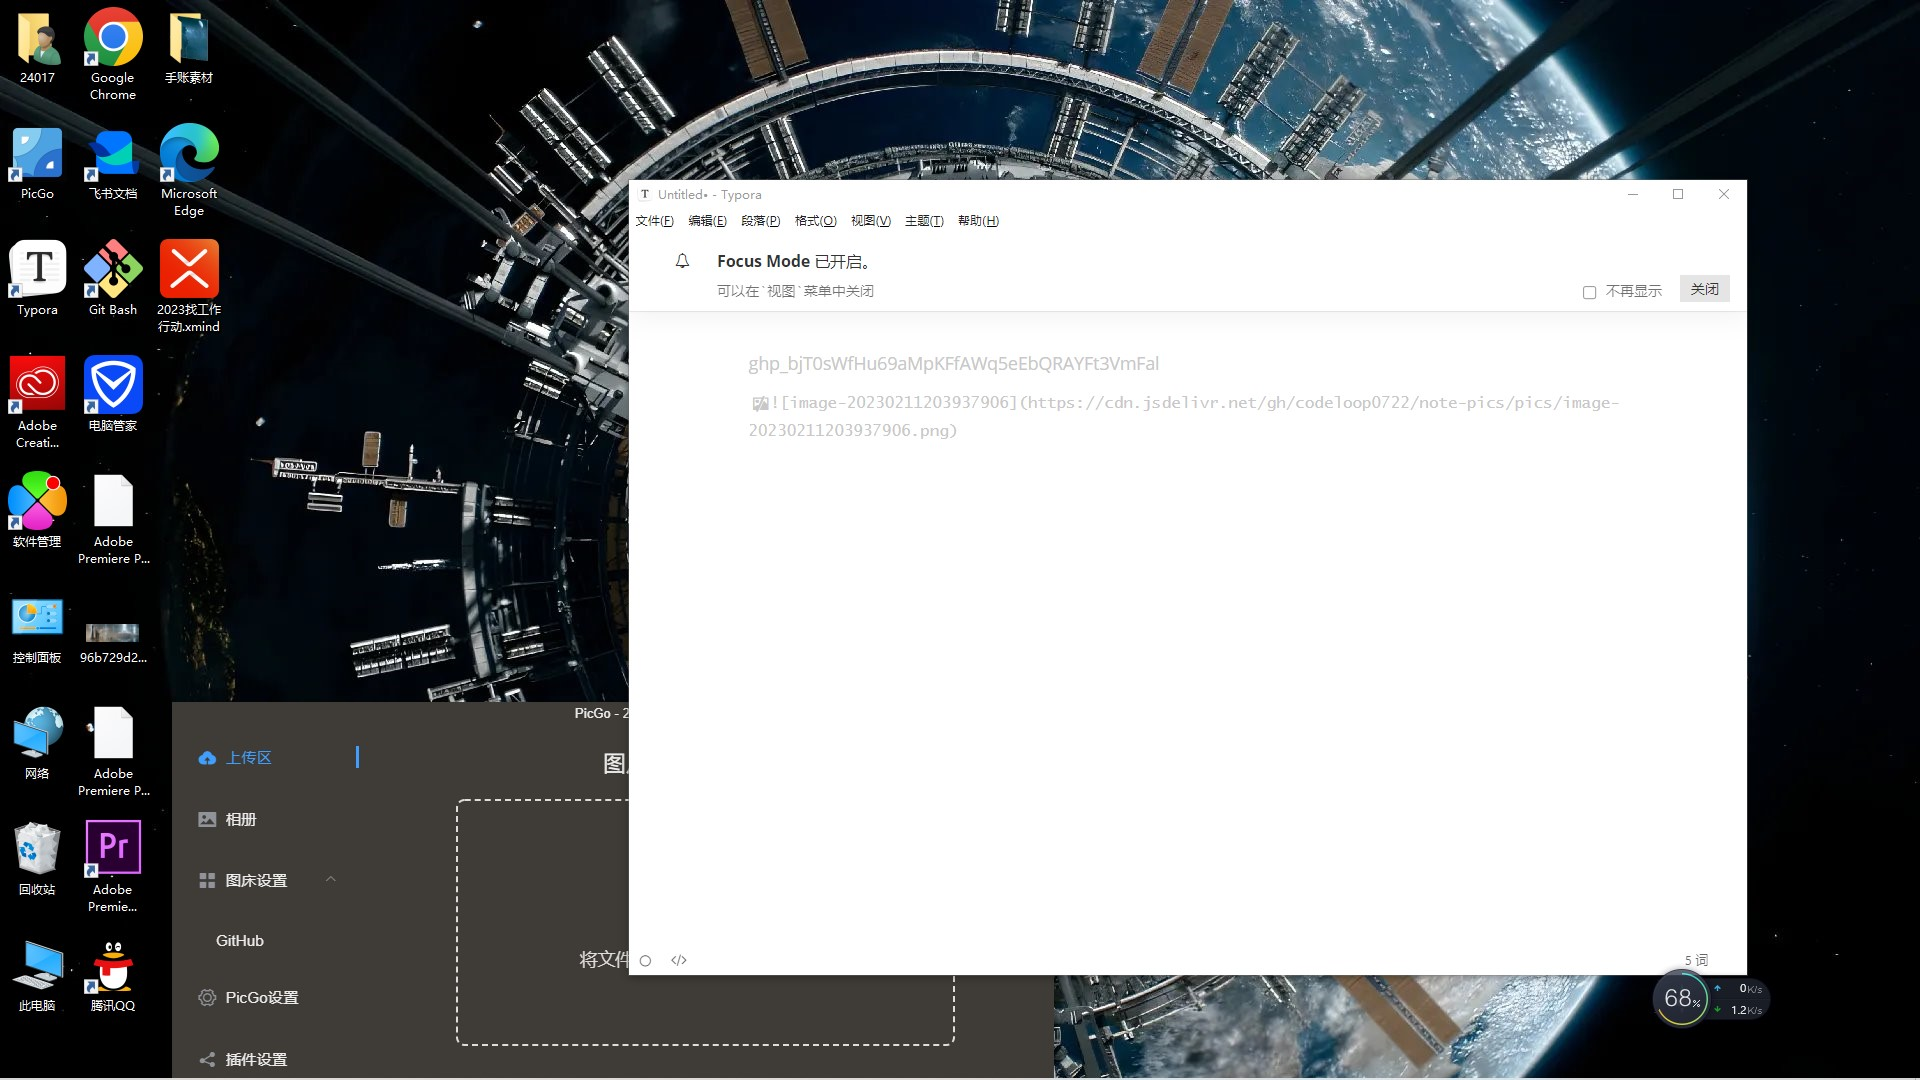 24017
Google
Chrome
手账素材
PicGo
飞书文档
Microsoft
Edge
Typora
Git Bash
2023找工作
行动.xmind
Adobe
Creati...
电脑管家
软件管理
Adobe
Premiere P...
控制面板
96b729d2...
网络
Adobe
Premiere P...
回收站
Pr
Adobe
Premie...
此电脑
腾讯QQ
Untitled• - Typora
文件(F) 编辑(E) 段落(P) 格式(O) 视图(V) 主题(T) 帮助(H)
Focus Mode 已开启。
可以在`视图`菜单中关闭
不再显示
关闭
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
![image-20230211203937906](https://cdn.jsdelivr.net/gh/codeloop0722/note-pics/pics/image-
20230211203937906.png)
</>
5 词
PicGo - 2
上传区
图
相册
图床设置
GitHub
将文件
PicGo设置
插件设置
68%
0K/s
1.2K/s